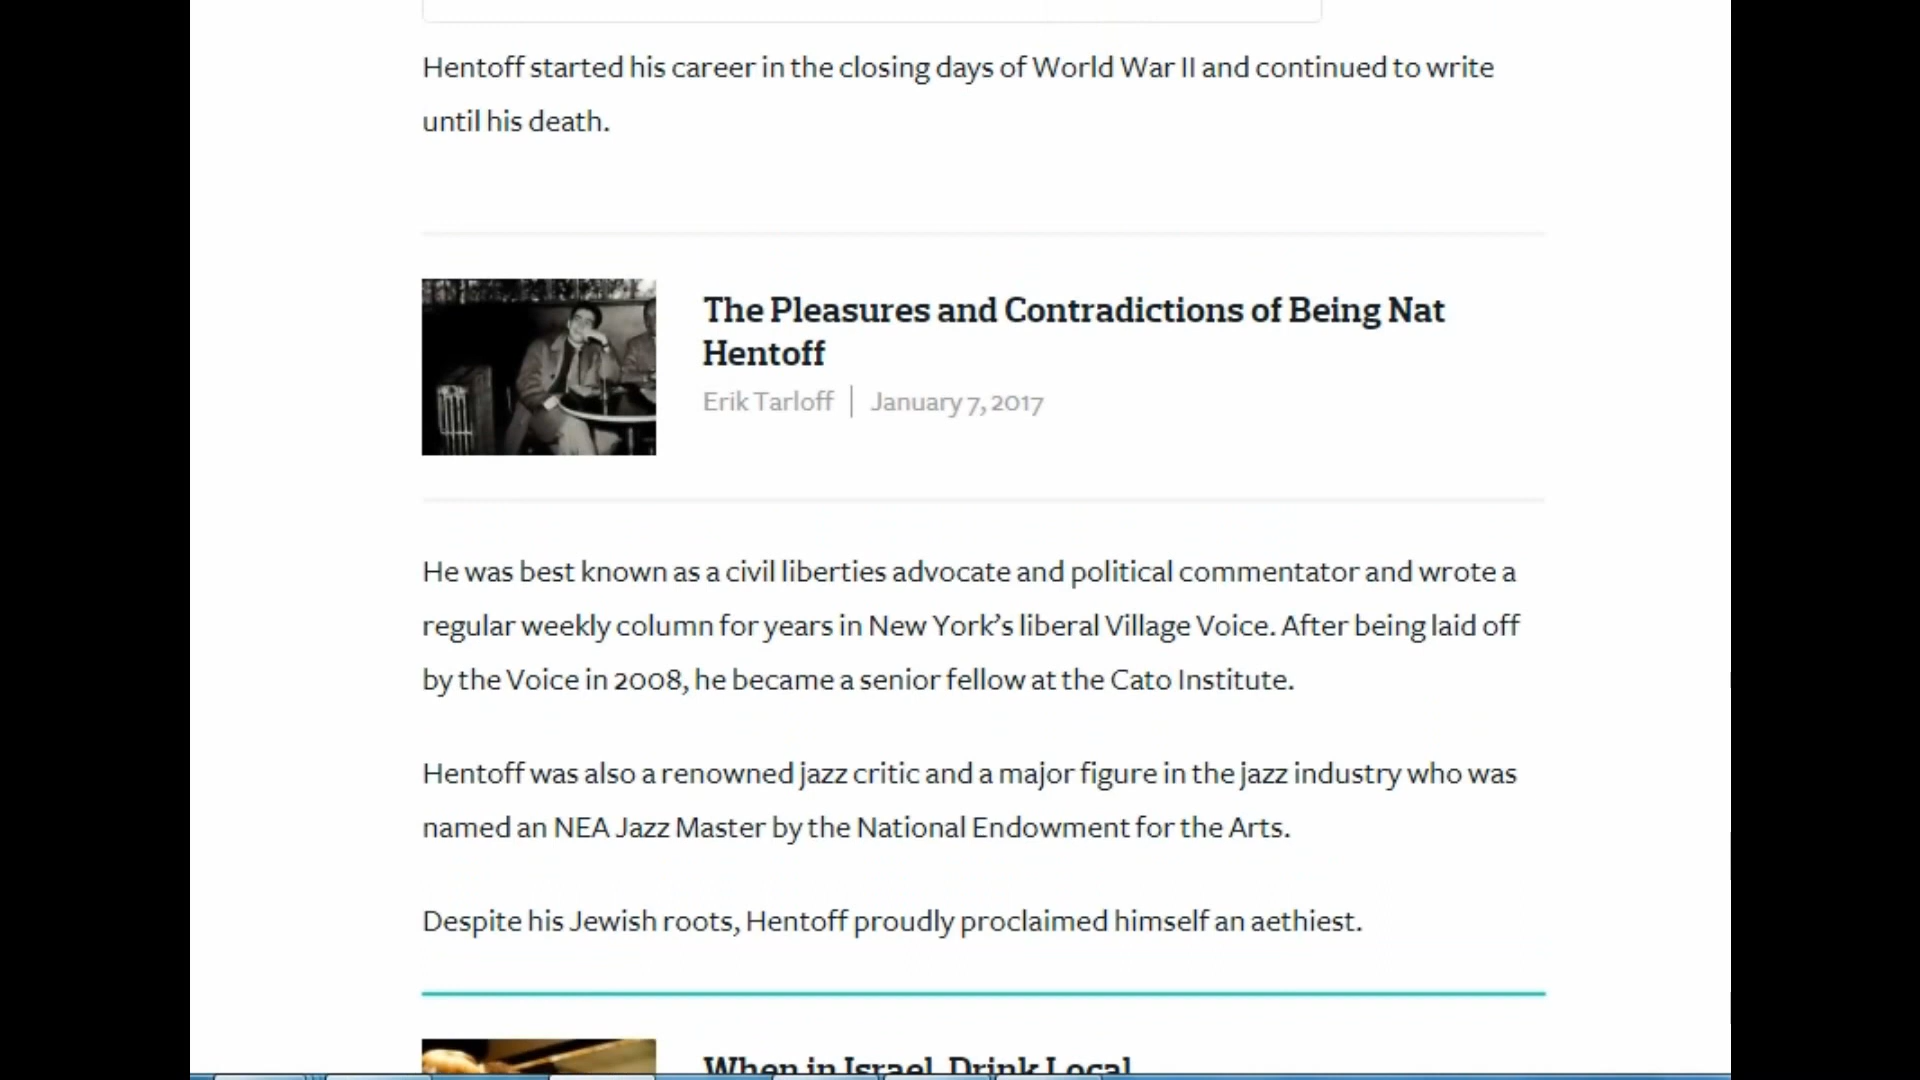 Hentoff started his career in the closing days of World War II and continued to write
until his death.
The Pleasures and Contradictions of Being Nat
Hentoff
Erik Tarloff | January 7, 2017
He was best known as a civil liberties advocate and political commentator and wrote a
regular weekly column for years in New York’s liberal Village Voice. After being laid off
by the Voice in 2008, he became a senior fellow at the Cato Institute.
Hentoff was also a renowned jazz critic and a major figure in the jazz industry who was
named an NEA Jazz Master by the National Endowment for the Arts.
Despite his Jewish roots, Hentoff proudly proclaimed himself an aethiest.
When in Israel, Drink Local